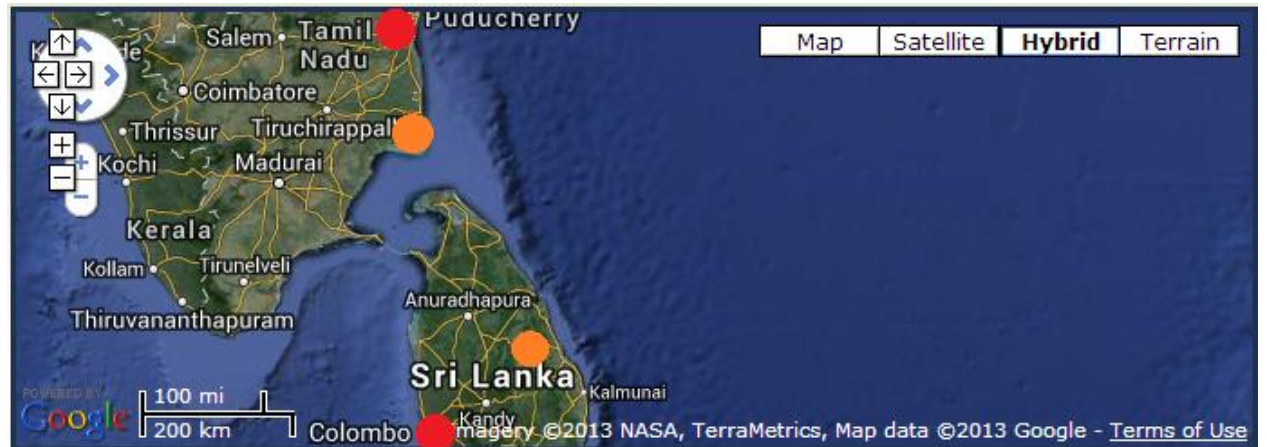 Puducherry
Salem
Tamil
Nadu
Map
Satellite
Hybrid
Terrain
Coimbatore
Thrissur
Tiruchirappal
Kochi
Madurai
Kerala
Kollam
Tirunelveli
Thiruvananthapuram
Anuradhapura
Sri Lanka
Kalmunai
Kandy
Colombo
POWERED BY
Google
100 mi
200 km
magery ©2013 NASA, TerraMetrics, Map data ©2013 Google - Terms of Use